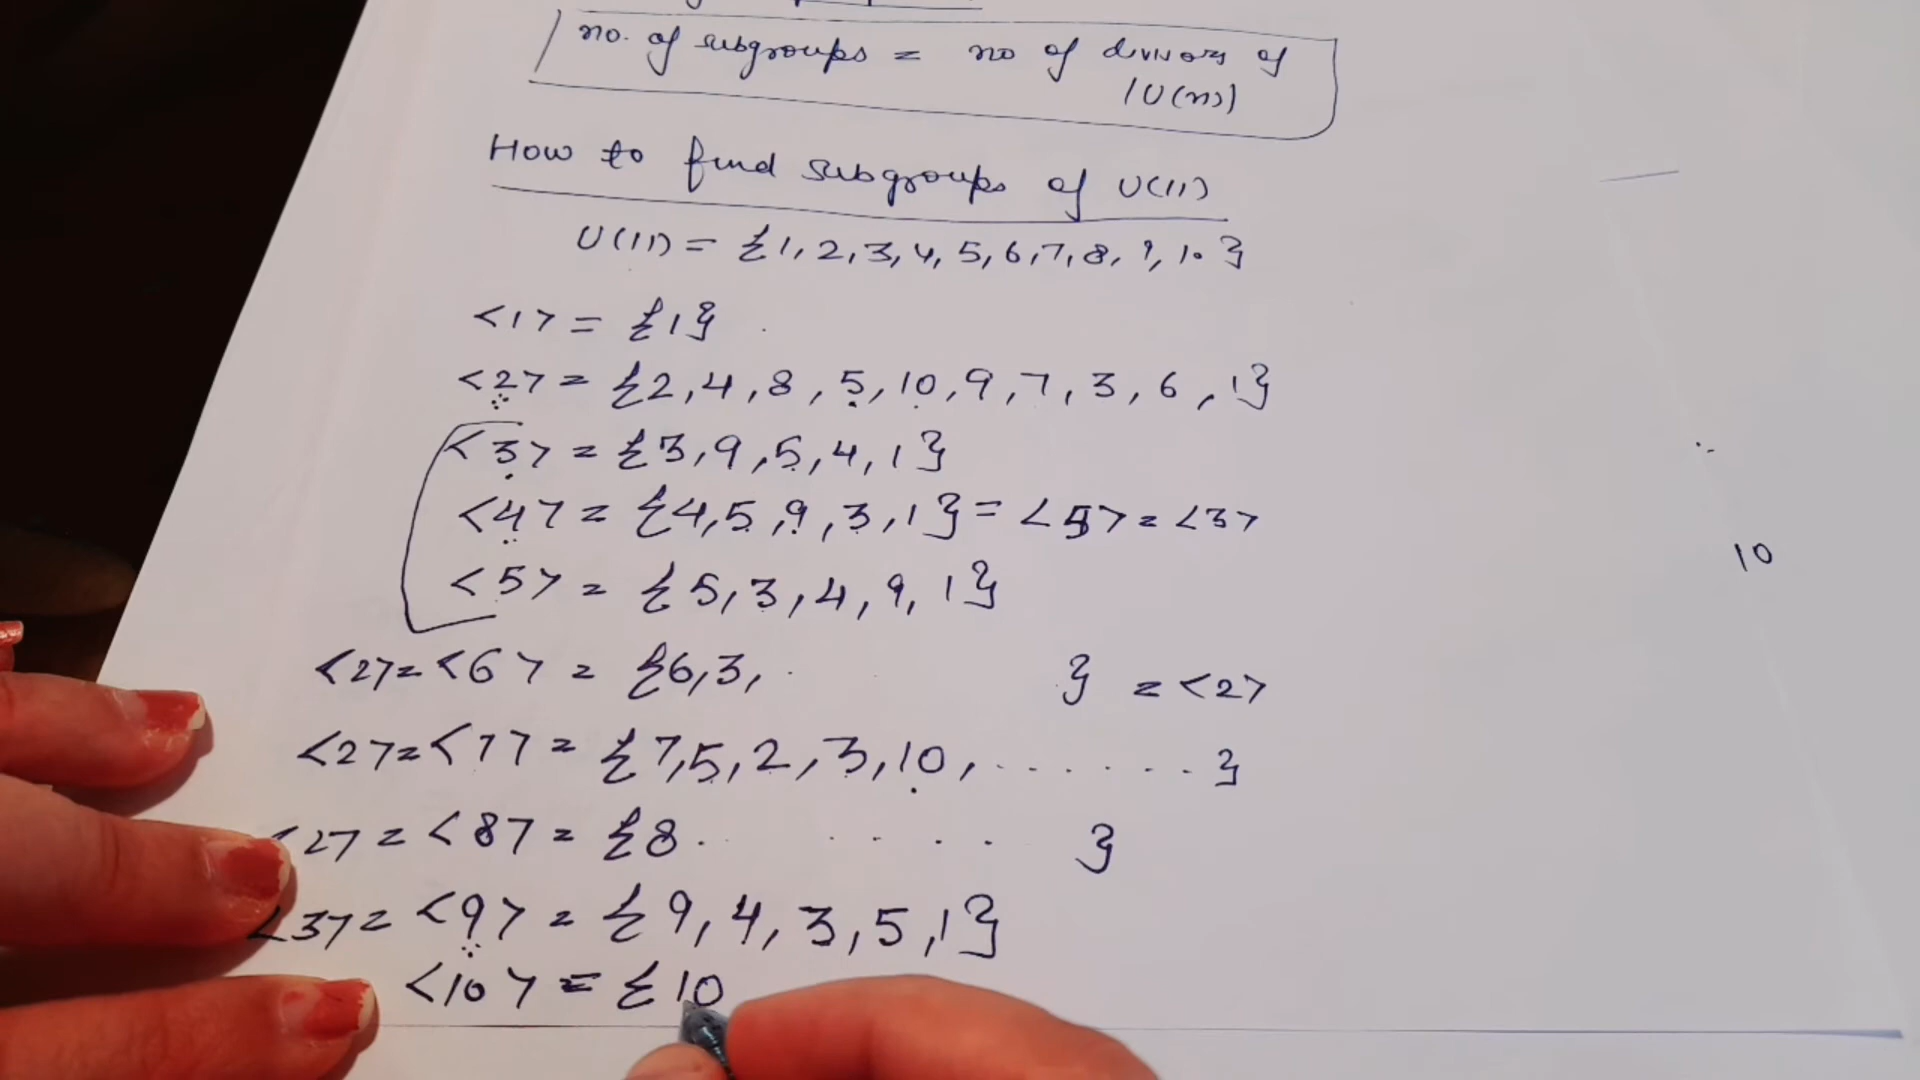 no. of subgroups = no of divisors of
|U(n)|
How to find subgroups of U(11)
U(11) = {1, 2, 3, 4, 5, 6, 7, 8, 9, 10}
<1> = {1}
<2> = {2, 4, 8, 5, 10, 9, 7, 3, 6, 1}
<3> = {3, 9, 5, 4, 1}
<4> = {4, 5, 9, 3, 1} = <5> = <3>
<5> = {5, 3, 4, 9, 1}
10
<2> = <6> = {6, 3, . } = <2>
<2> = <7> = {7, 5, 2, 3, 10, . . . . . . . }
<2> = <8> = {8 . . . . . }
<3> = <9> = {9, 4, 3, 5, 1}
<10> = {10